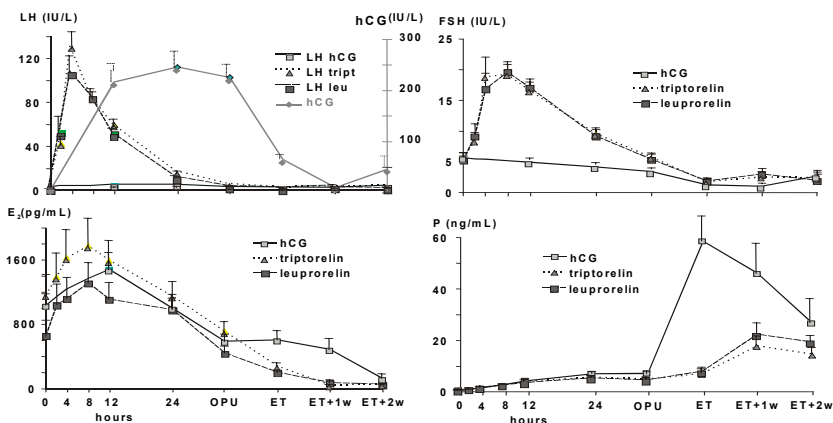 LH (IU/L)
hCG (IU/L)
120
80
40
0
300
200
100
LH hCG
LH tript
LH leu
hCG
FSH (IU/L)
25
15
5
0
hCG
triptorelin
leuprorelin
E2(pg/mL)
1600
800
0
hCG
triptorelin
leuprorelin
0 4 8 12 24 OPU ET ET+1w ET+2w
hours
P (ng/mL)
60
40
20
0
hCG
triptorelin
leuprorelin
0 4 8 12 24 OPU ET ET+1w ET+2w
hours